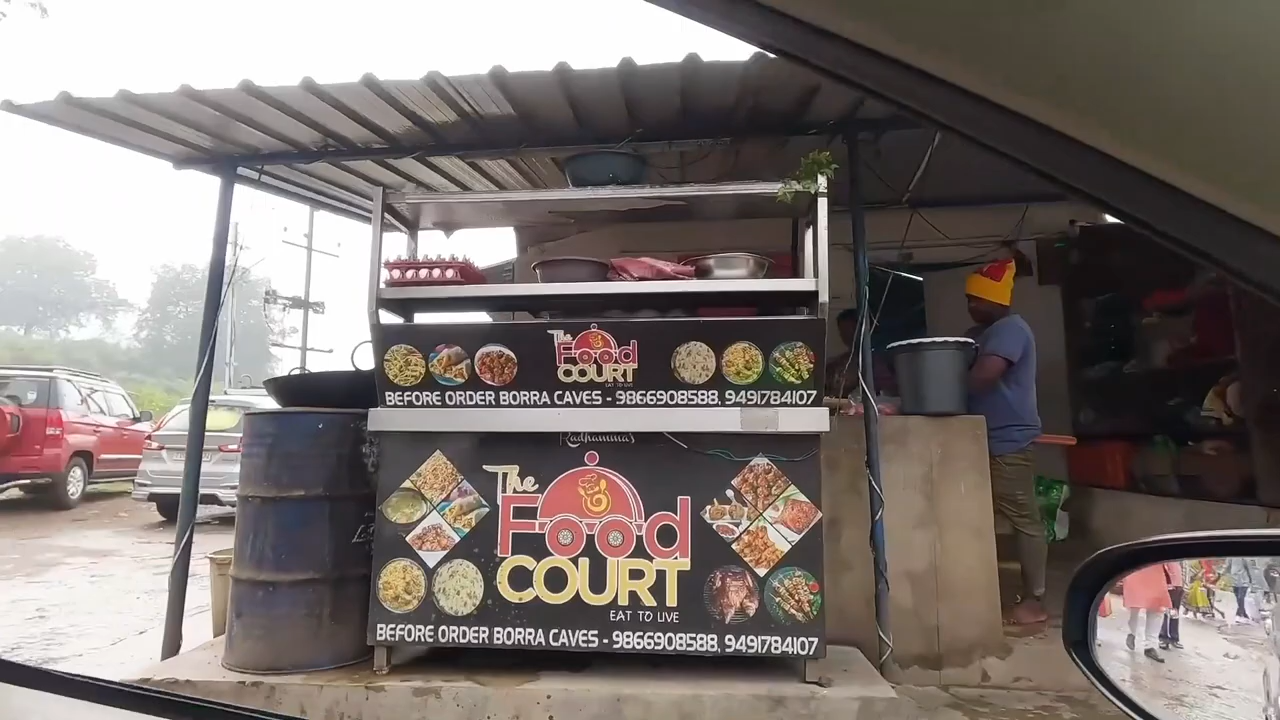 The
Food
COURT
EAT TO LIVE
BEFORE ORDER BORRA CAVES - 9866908588, 9491784107
Radhamma's
The
Food
COURT
EAT TO LIVE
BEFORE ORDER BORRA CAVES - 9866908588, 9491784107